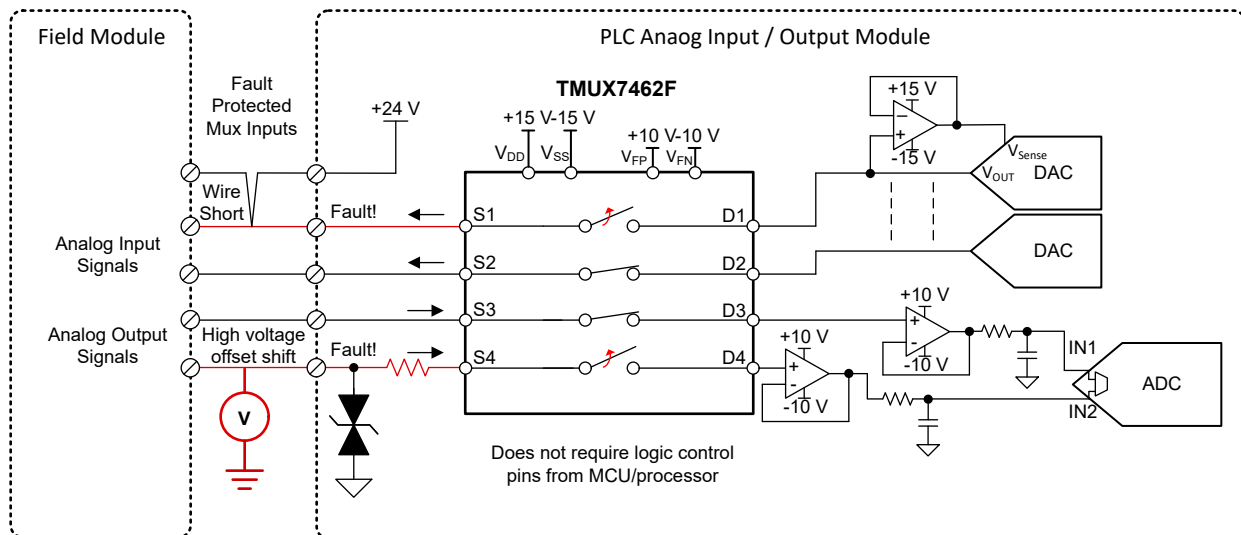 Field Module
PLC Anaog Input / Output Module
Fault
Protected
Mux Inputs
+24 V
TMUX7462F
+15 V
-15 V
+10 V
-10 V
VDD
VSS
VFP
VFN
+15 V
-
+
-15 V
VSense
VOUT
DAC
Wire
Short
Fault!
S1
D1
Analog Input
Signals
S2
D2
DAC
S3
D3
+10 V
+
-
-10 V
Analog Output
Signals
High voltage
offset shift
Fault!
S4
D4
+10 V
+
-
-10 V
IN1
IN2
ADC
V
Does not require logic control
pins from MCU/processor